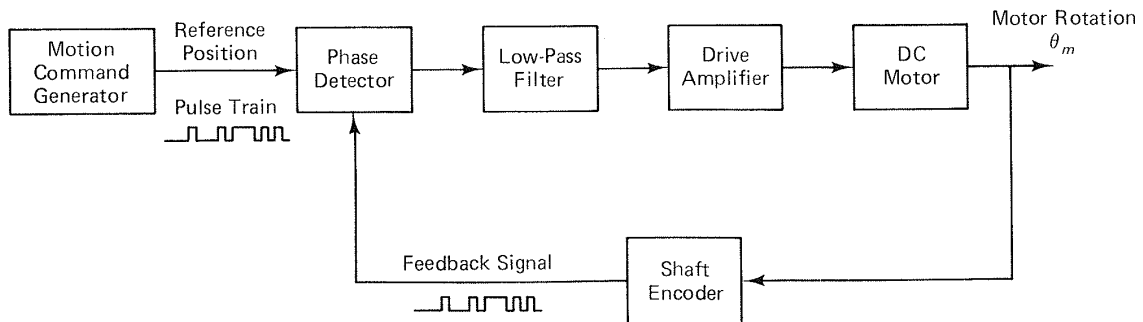 Motion
Command
Generator
Reference
Position
Pulse Train
Phase
Detector
Low-Pass
Filter
Drive
Amplifier
DC
Motor
Motor Rotation
θm
Feedback Signal
Shaft
Encoder